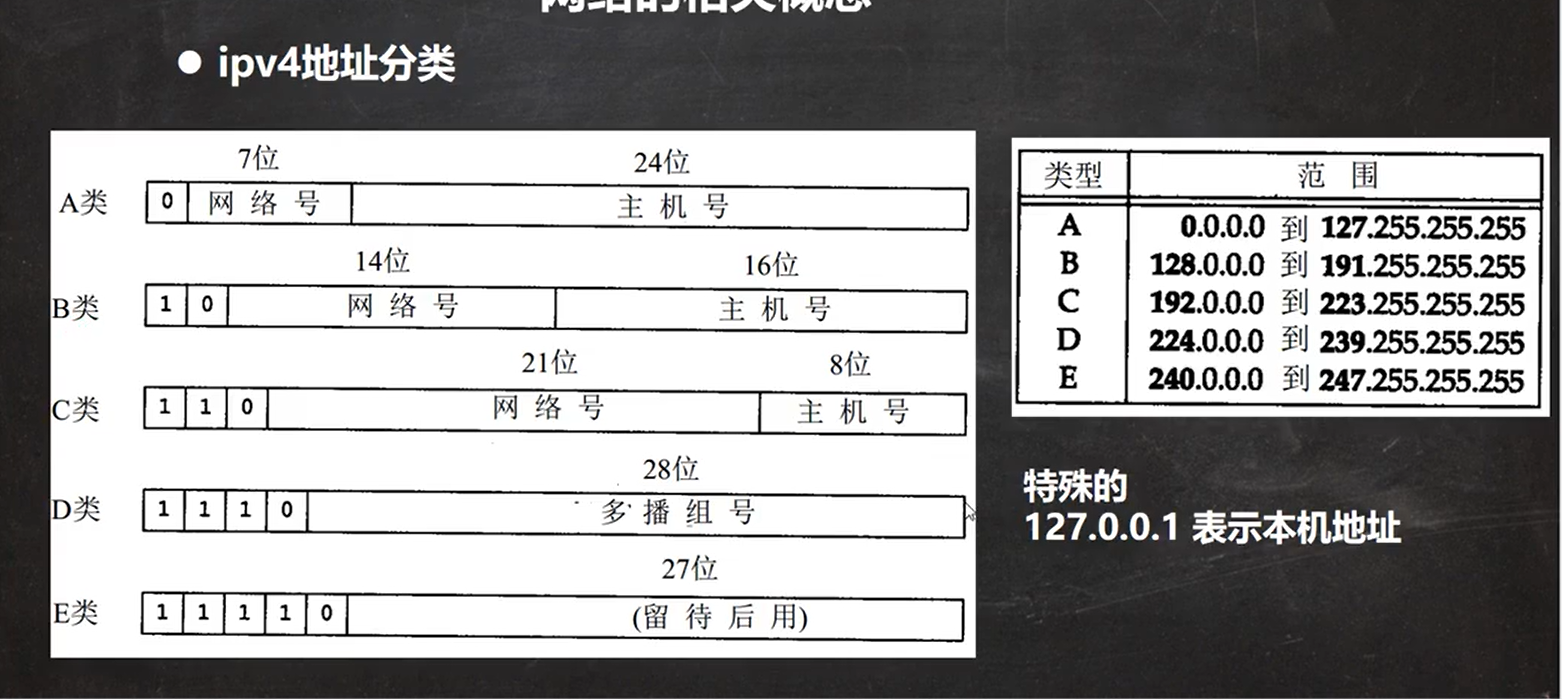 网络的相关概念
● ipv4地址分类
7位 24位
A类 0 网络号 主机号
14位 16位
B类 1 0 网络号 主机号
21位 8位
C类 1 1 0 网络号 主机号
28位
D类 1 1 1 0 多播组号
27位
E类 1 1 1 1 0 (留待后用)
类型 范围
A 0.0.0.0 到 127.255.255.255
B 128.0.0.0 到 191.255.255.255
C 192.0.0.0 到 223.255.255.255
D 224.0.0.0 到 239.255.255.255
E 240.0.0.0 到 247.255.255.255
特殊的
127.0.0.1 表示本机地址